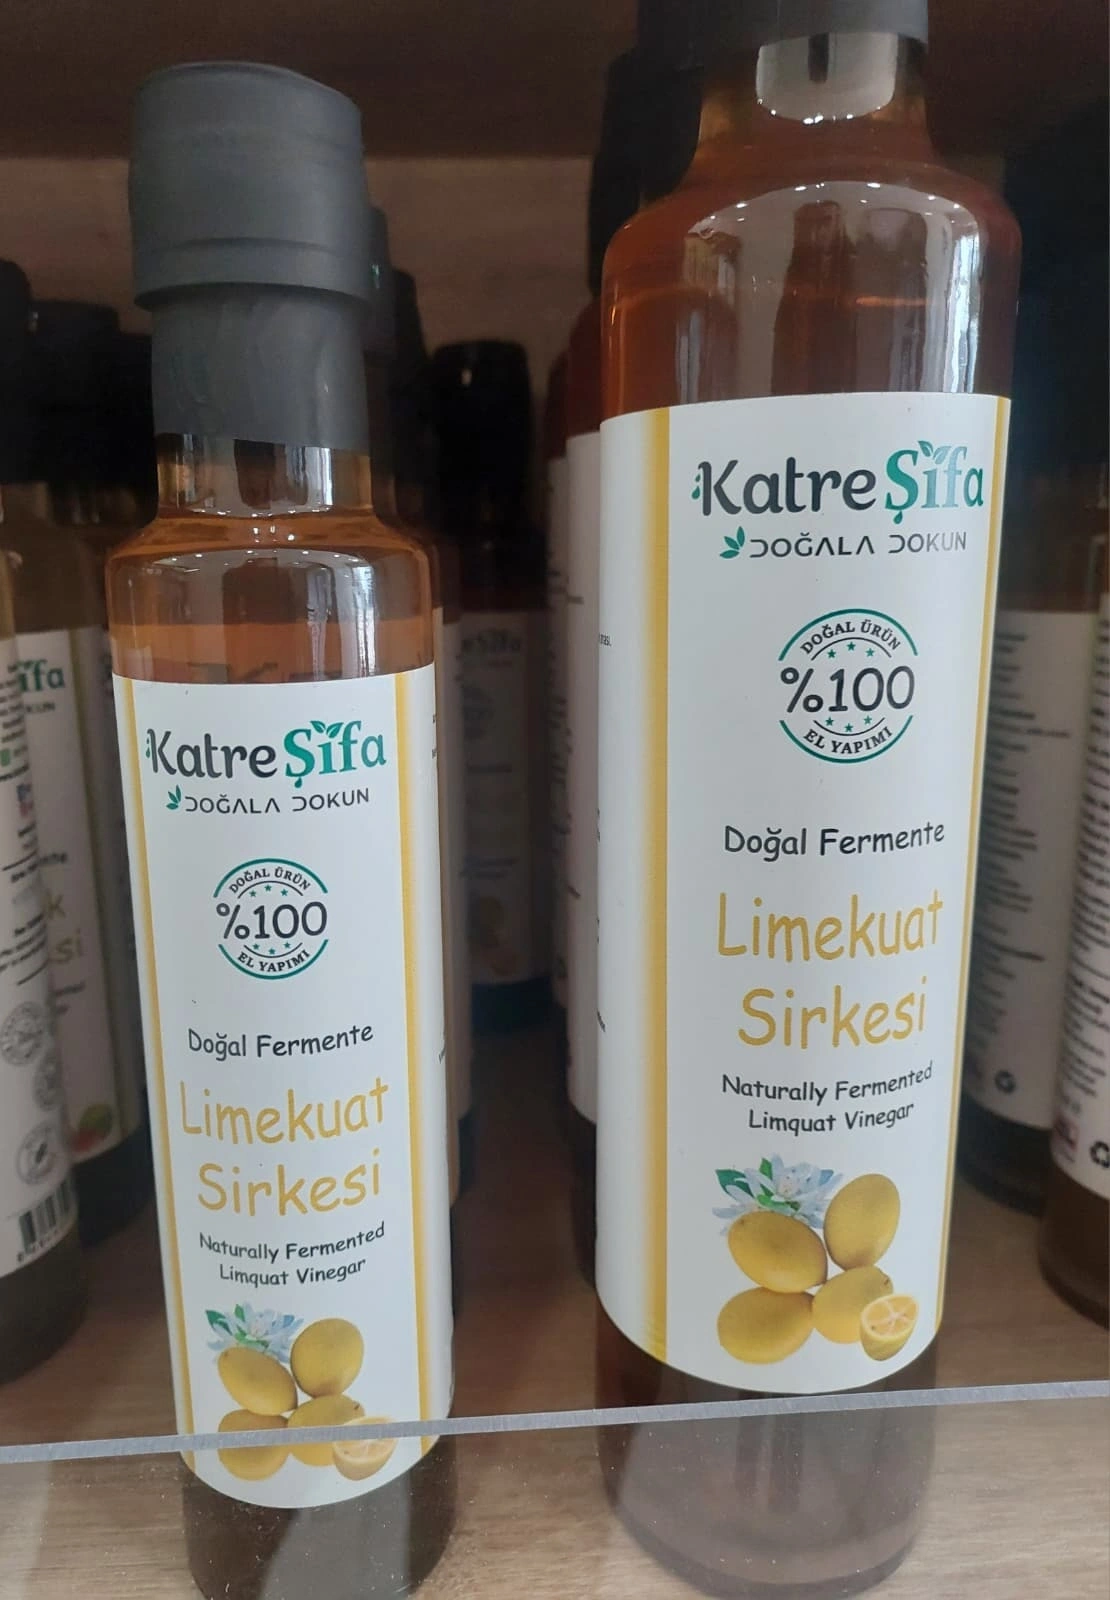 KatreŞifa
DOĞALA DOKUN
DOĞAL ÜRÜN
%100
EL YAPIMI
Doğal Fermente
Limekuat
Sirkesi
Naturally Fermented
Limquat Vinegar
KatreŞifa
DOĞALA DOKUN
DOĞAL ÜRÜN
%100
EL YAPIMI
Doğal Fermente
Limekuat
Sirkesi
Naturally Fermented
Limquat Vinegar